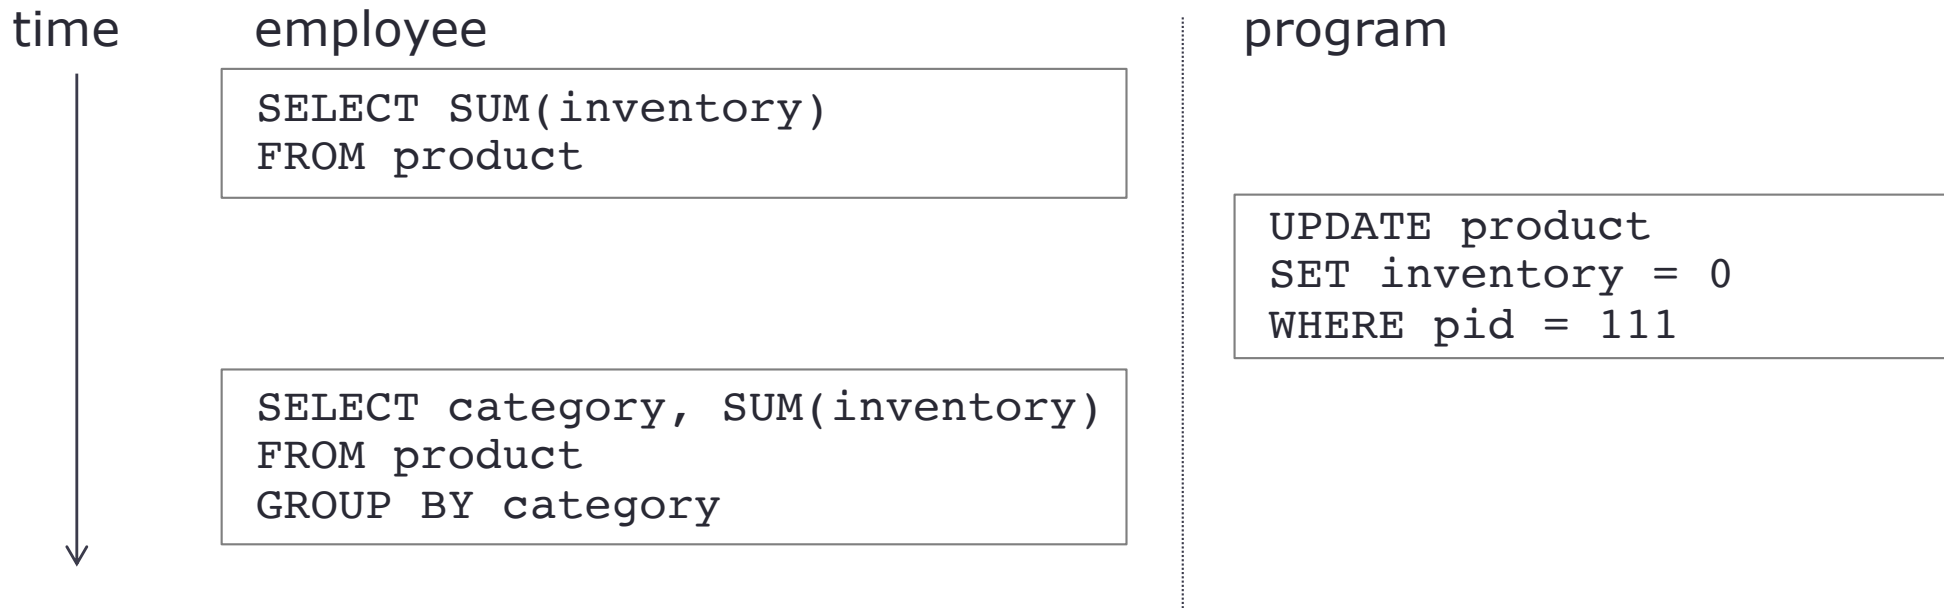 time employee program
SELECT SUM(inventory)
FROM product
UPDATE product
SET inventory = 0
WHERE pid = 111
SELECT category, SUM(inventory)
FROM product
GROUP BY category